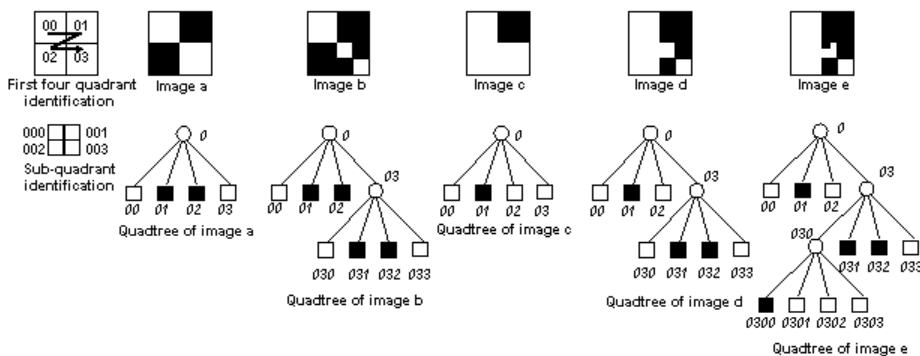 00 01
02 03
First four quadrant
identification
000 001
002 003
Sub-quadrant
identification
Image a
Image b
Image c
Image d
Image e
0
00 01 02 03
Quadtree of image a
0
00 01 02
03
030 031 032 033
Quadtree of image b
0
00 01 02 03
Quadtree of image c
0
00 01 02
03
030 031 032 033
Quadtree of image d
0
00 01 02
03
030
031 032 033
0300 0301 0302 0303
Quadtree of image e